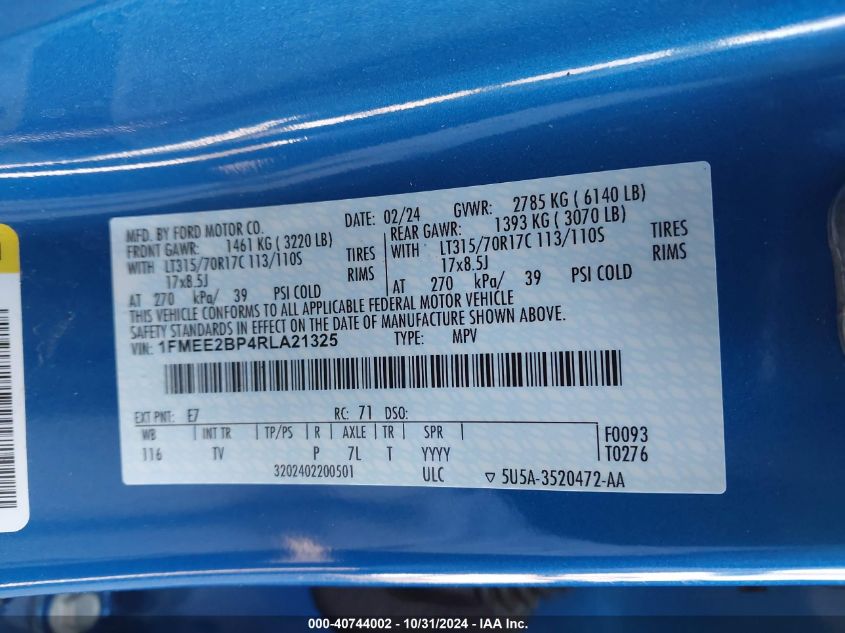 MFD. BY FORD MOTOR CO. DATE: 02/24 GVWR: 2785 KG ( 6140 LB)
FRONT GAWR: 1461 KG ( 3220 LB) REAR GAWR: 1393 KG ( 3070 LB)
WITH LT315/70R17C 113/110S TIRES WITH LT315/70R17C 113/110S TIRES
17x8.5J RIMS 17x8.5J RIMS
AT 270 kPa/ 39 PSI COLD AT 270 kPa/ 39 PSI COLD
THIS VEHICLE CONFORMS TO ALL APPLICABLE FEDERAL MOTOR VEHICLE
SAFETY STANDARDS IN EFFECT ON THE DATE OF MANUFACTURE SHOWN ABOVE.
VIN: 1FMEE2BP4RLA21325 TYPE: MPV
EXT PNT: E7 RC: 71 DSO:
WB INT TR TP/PS R AXLE TR SPR F0093
116 TV P 7L T YYYY T0276
3202402200501 ULC 5U5A-3520472-AA
000-40744002 - 10/31/2024 - IAA Inc.